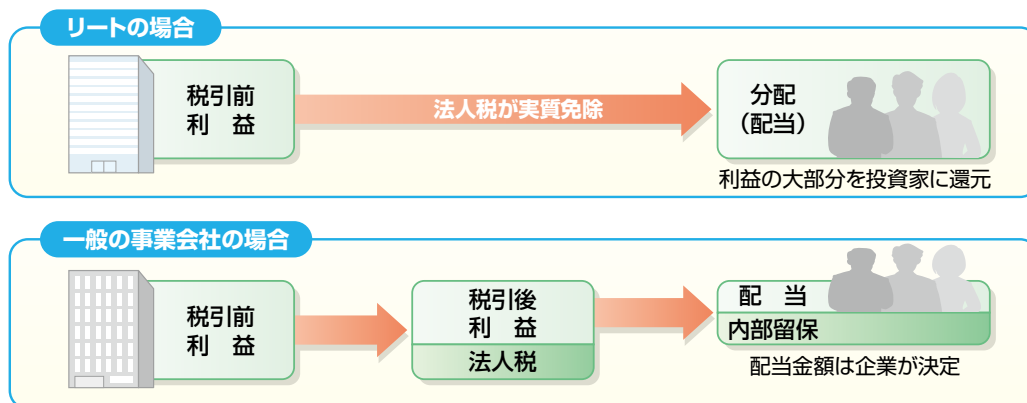 リートの場合
税引前
利　益
法人税が実質免除
分配
（配当）
利益の大部分を投資家に還元
一般の事業会社の場合
税引前
利　益
税引後
利　益
法人税
配　当
内部留保
配当金額は企業が決定